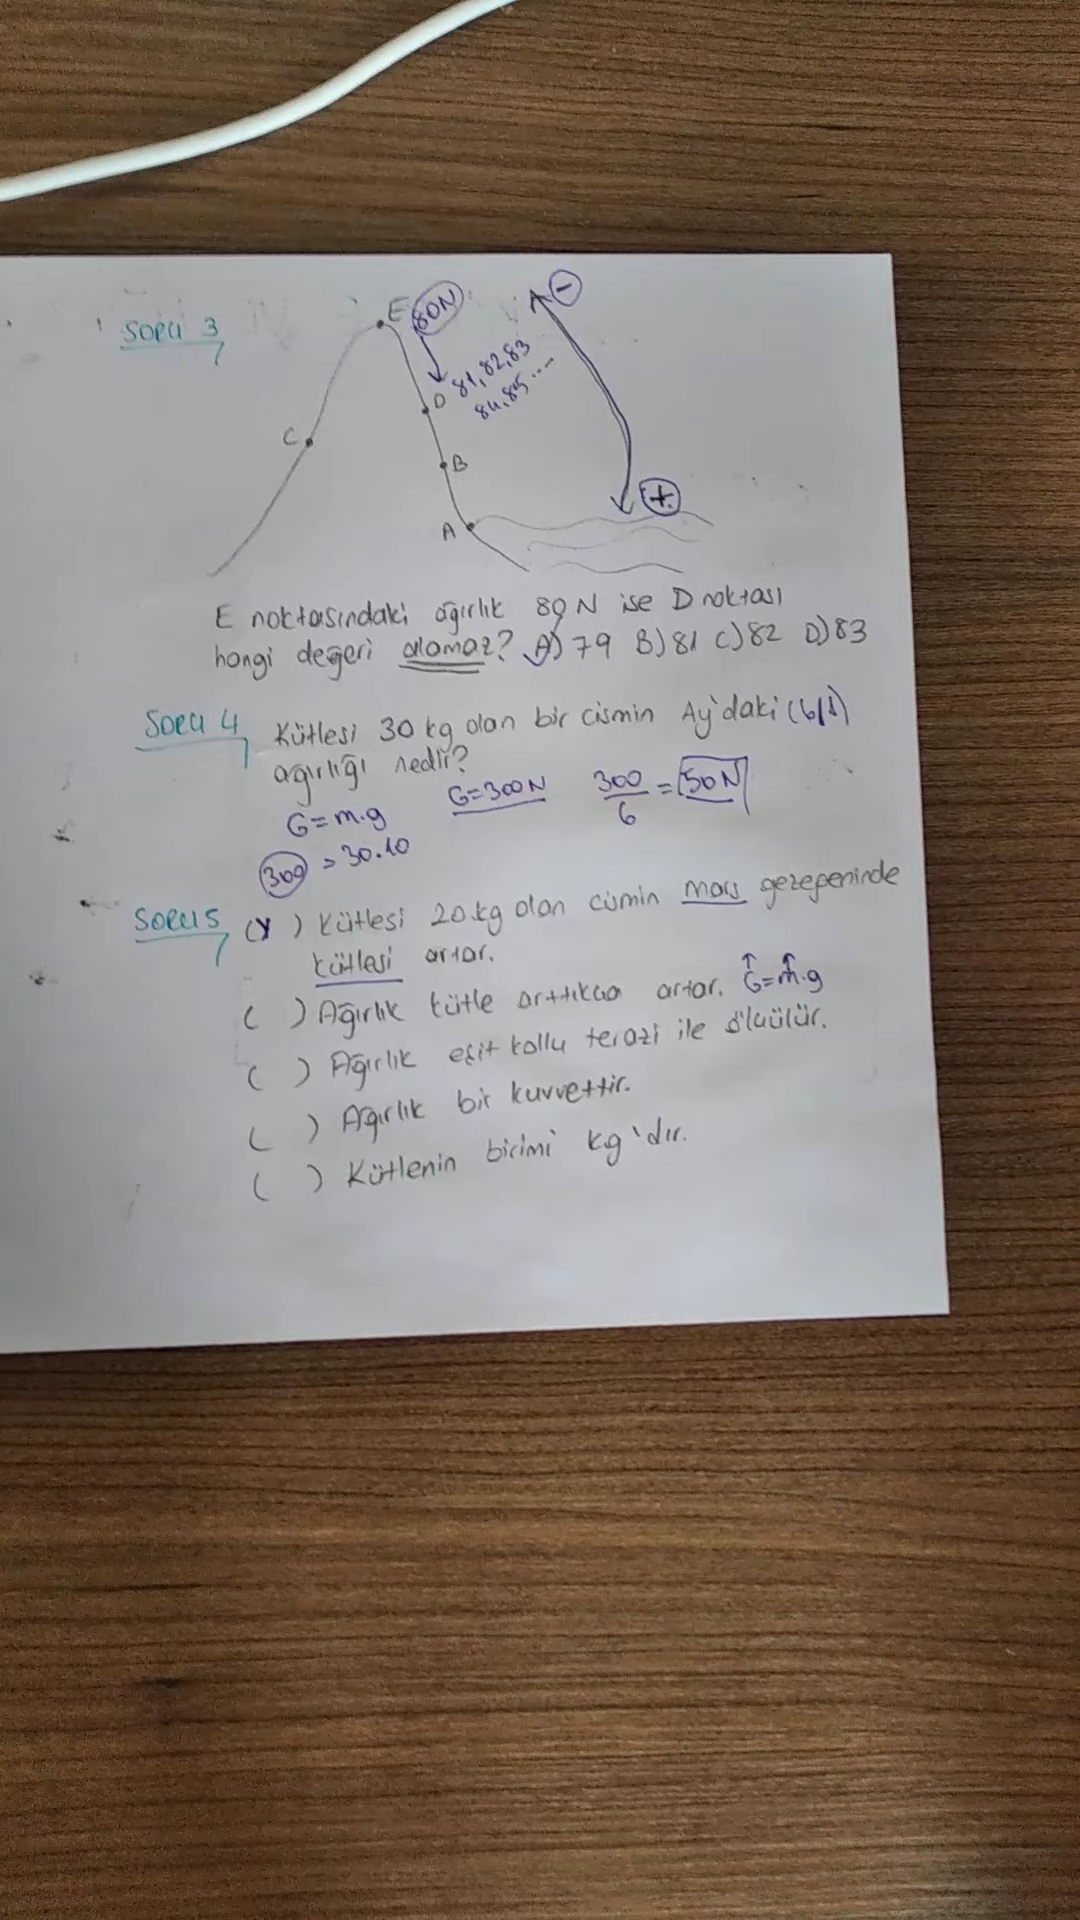 Soru 3
E 80N
-
81, 82, 83
84, 85 ....
D
C
B
+
A
E noktasındaki ağırlık 80 N ise D noktası
hangi değeri alamaz? A) 79 B) 81 C) 82 D) 83
Soru 4 Kütlesi 30 kg olan bir cismin Ay'daki (6/1)
ağırlığı nedir?
G=m.g G=300N 300/6 = 50N
300 = 30.10
Soru 5 (Y) Kütlesi 20 kg olan cismin Mars gezegeninde
kütlesi artar.
( ) Ağırlık kütle arttıkça artar. ↑G=↑m.g
( ) Ağırlık eşit kollu terazi ile ölçülür.
( ) Ağırlık bir kuvvettir.
( ) Kütlenin birimi kg'dır.